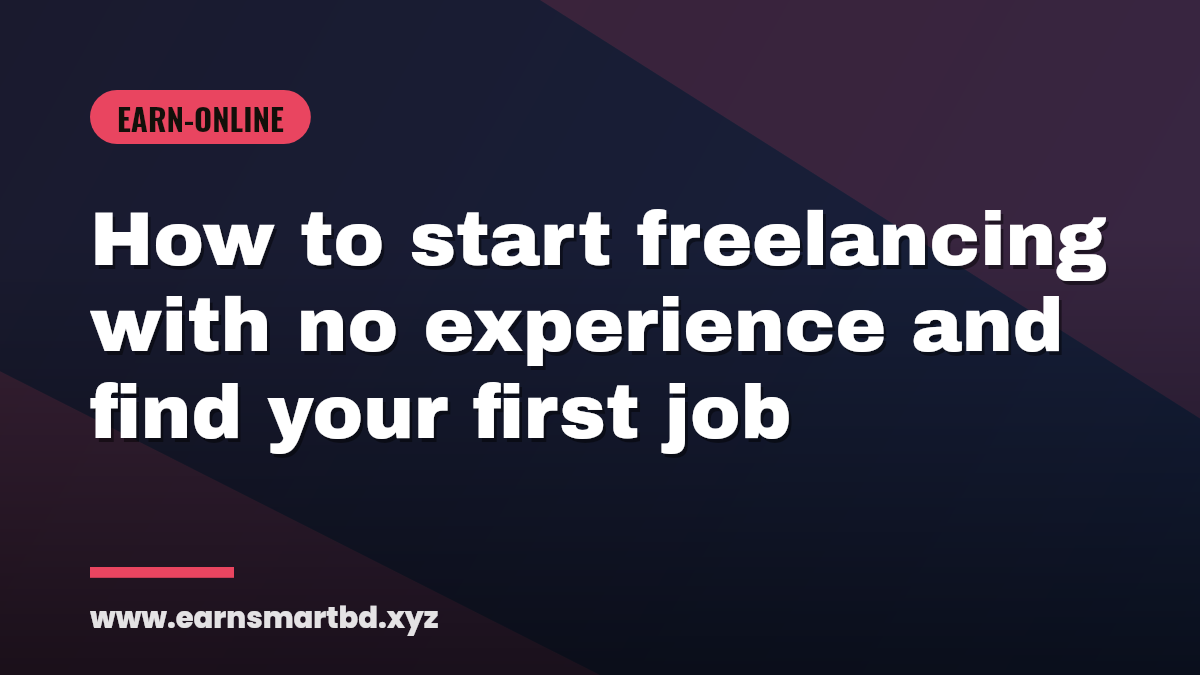 EARN-ONLINE
How to start freelancing
with no experience and
find your first job
www.earnsmartbd.xyz